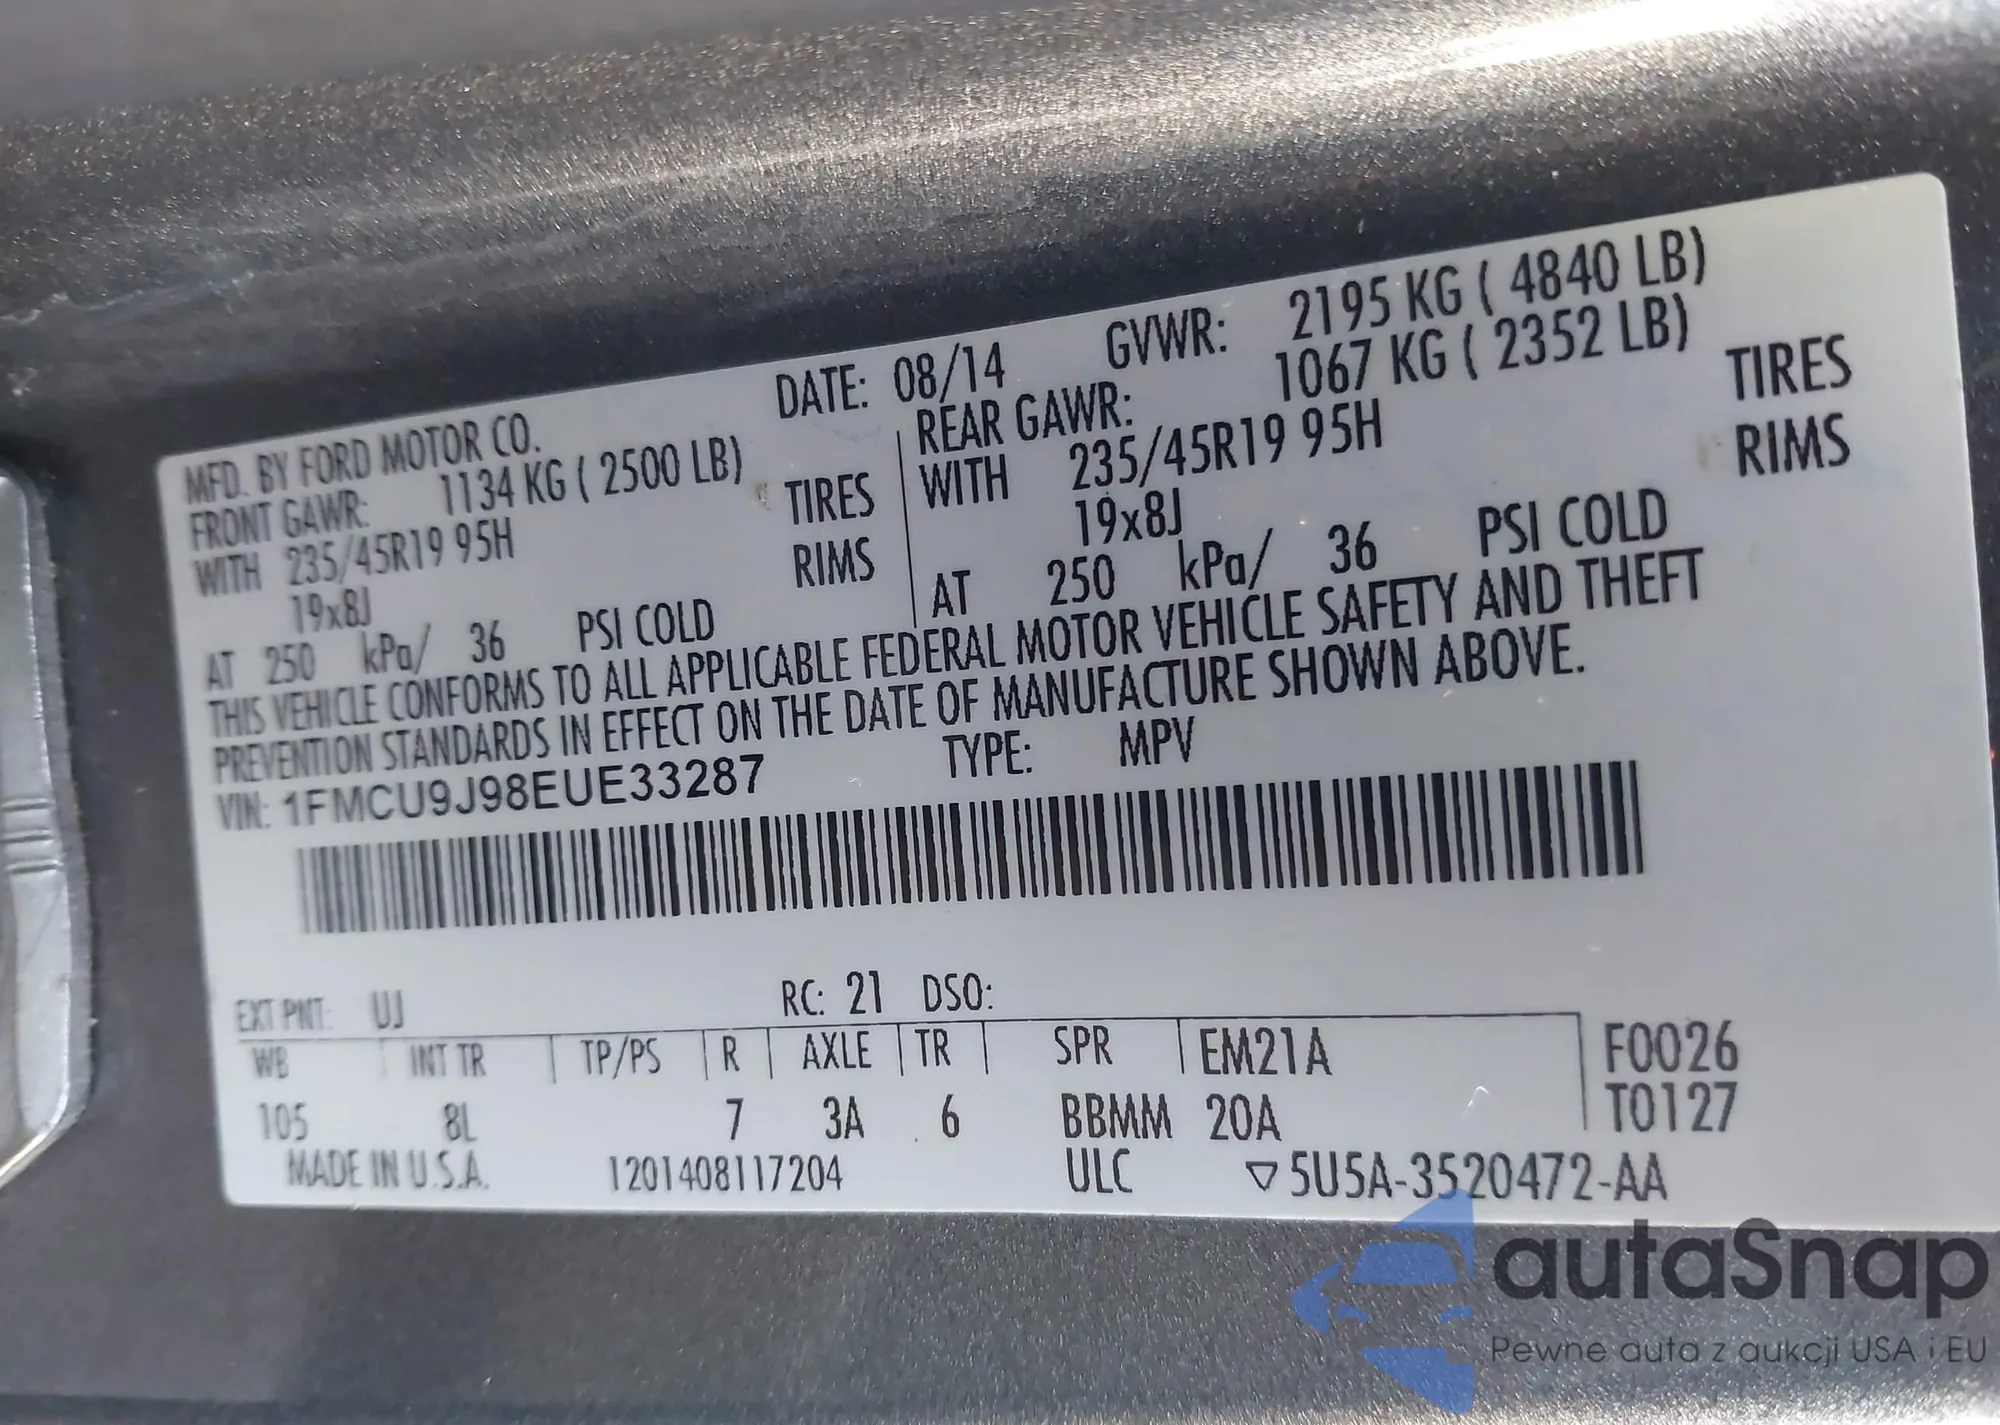 MFD. BY FORD MOTOR CO. DATE: 08/14 GVWR: 2195 KG ( 4840 LB)
FRONT GAWR: 1134 KG ( 2500 LB) REAR GAWR: 1067 KG ( 2352 LB)
WITH 235/45R19 95H TIRES WITH 235/45R19 95H TIRES
19x8J RIMS 19x8J RIMS
AT 250 kPa/ 36 PSI COLD AT 250 kPa/ 36 PSI COLD
THIS VEHICLE CONFORMS TO ALL APPLICABLE FEDERAL MOTOR VEHICLE SAFETY AND THEFT
PREVENTION STANDARDS IN EFFECT ON THE DATE OF MANUFACTURE SHOWN ABOVE.
VIN: 1FMCU9J98EUE33287 TYPE: MPV
EXT PNT: UJ RC: 21 DSO:
WB INT TR TP/PS R AXLE TR SPR EM21A F0026
105 8L 7 3A 6 BBMM 20A T0127
MADE IN U.S.A. 1201408117204 ULC ▽5U5A-3520472-AA
autaSnap
Pewne auta z aukcji USA i EU